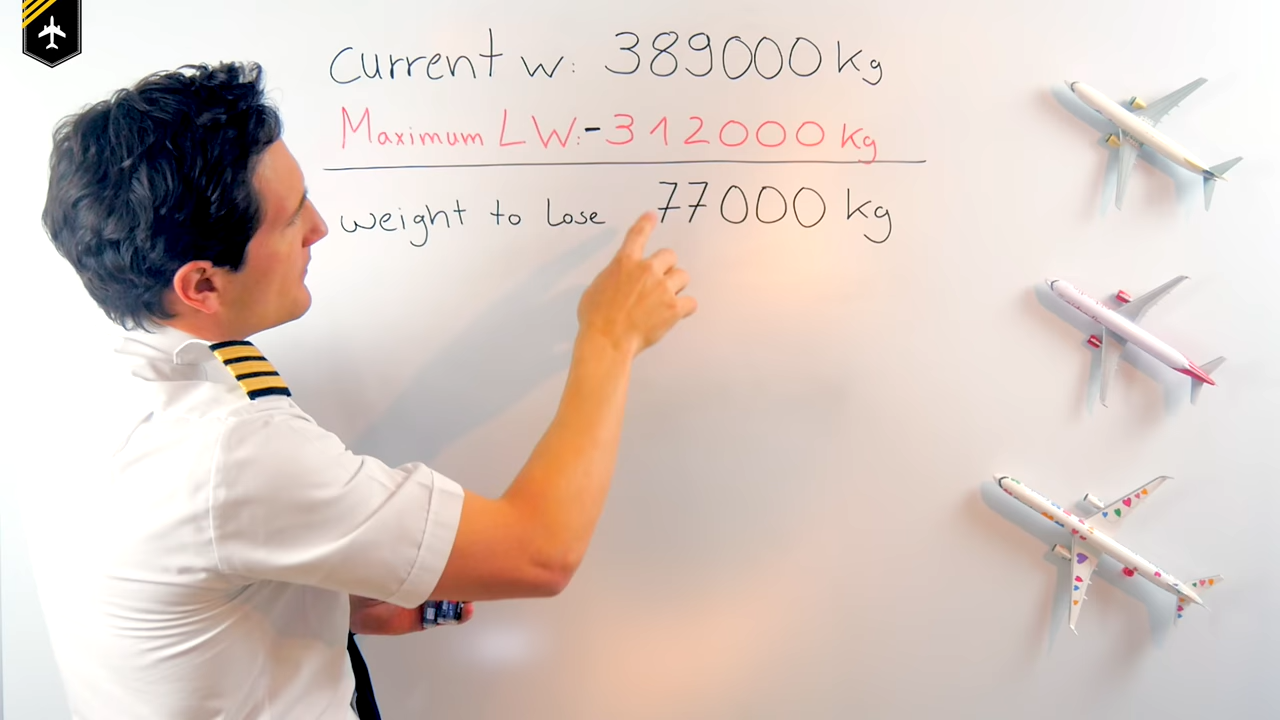 Current w: 389000 kg
Maximum LW:-312000 kg
weight to Lose 77000 kg